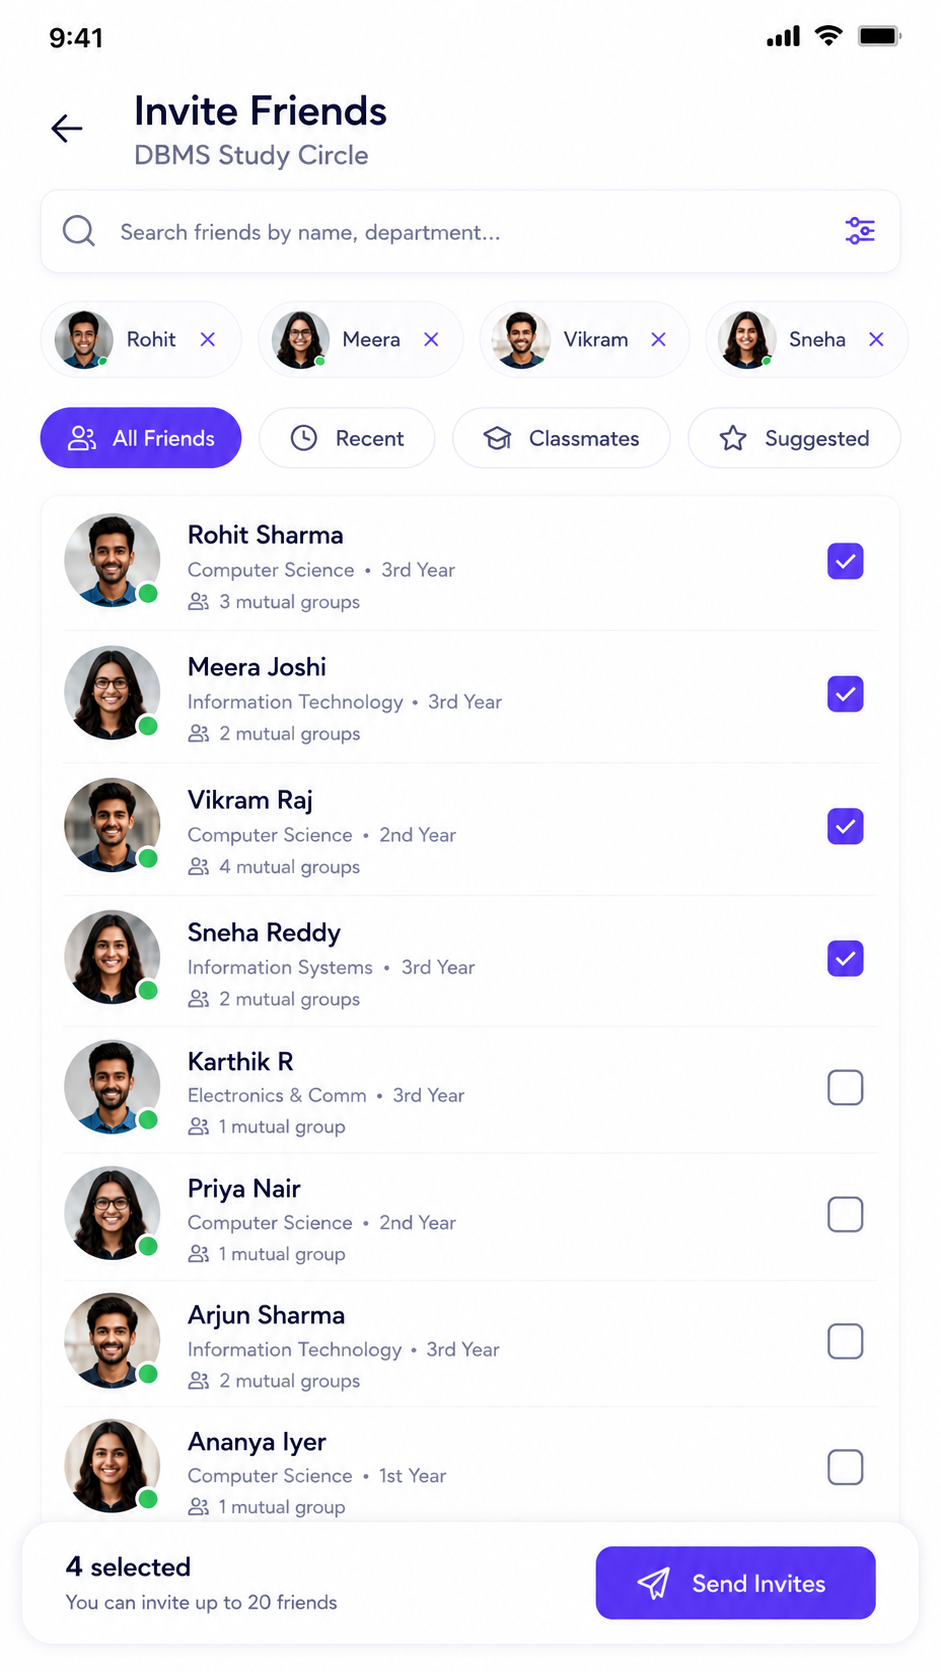 9:41
Invite Friends
DBMS Study Circle
Search friends by name, department...
Rohit
Meera
Vikram
Sneha
All Friends
Recent
Classmates
Suggested
Rohit Sharma
Computer Science • 3rd Year
3 mutual groups
Meera Joshi
Information Technology • 3rd Year
2 mutual groups
Vikram Raj
Computer Science • 2nd Year
4 mutual groups
Sneha Reddy
Information Systems • 3rd Year
2 mutual groups
Karthik R
Electronics & Comm • 3rd Year
1 mutual group
Priya Nair
Computer Science • 2nd Year
1 mutual group
Arjun Sharma
Information Technology • 3rd Year
2 mutual groups
Ananya Iyer
Computer Science • 1st Year
1 mutual group
4 selected
You can invite up to 20 friends
Send Invites